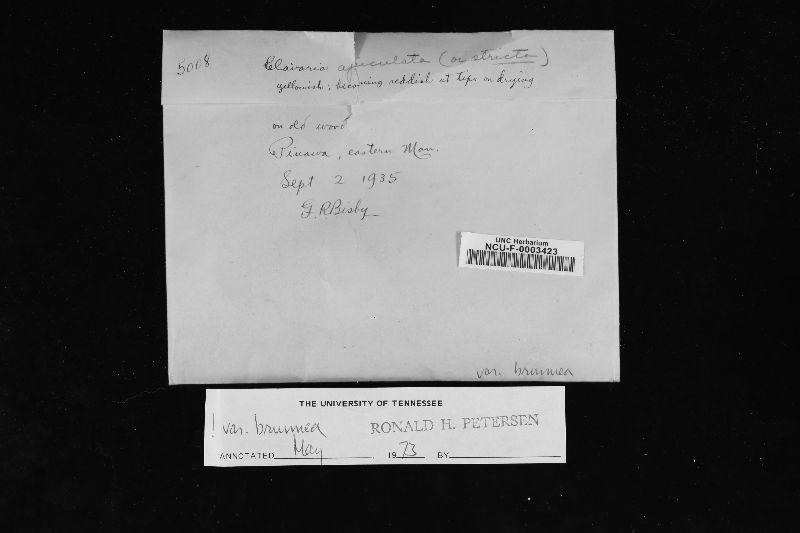 5008
Clavaria apiculata (or stricta)
yellowish; becoming reddish at tips on drying
on old wood
Pinawa, eastern Man.
Sept 2 1935
G. R. Bisby
UNC Herbarium
NCU-F-0003423
var. brunnea
THE UNIVERSITY OF TENNESSEE
! var. brunnea RONALD H. PETERSEN
ANNOTATED May 1973 BY